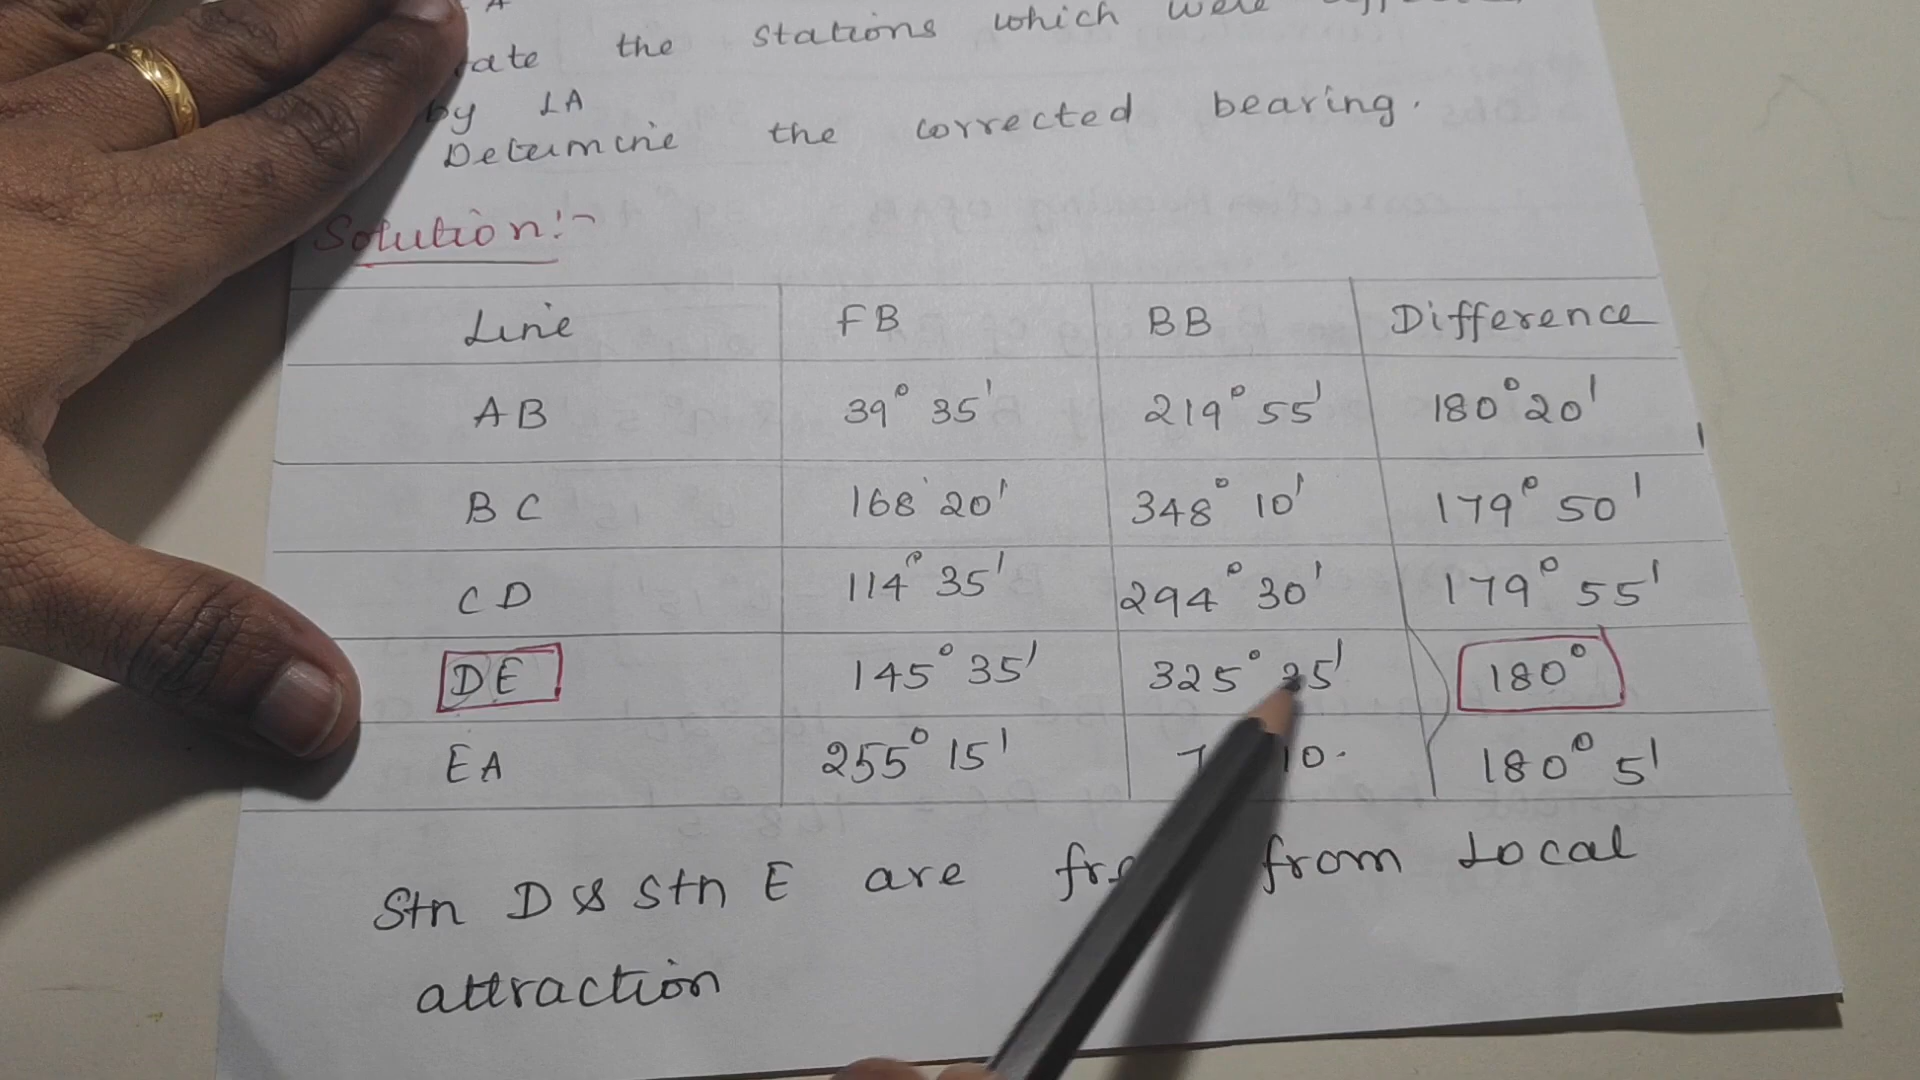 the stations which were
by LA
Determine the corrected bearing.
Solution:-
Line FB BB Difference
AB 39° 35' 219° 55' 180° 20'
BC 168° 20' 348° 10' 179° 50'
CD 114° 35' 294° 30' 179° 55'
DE 145° 35' 325° 35' 180°
EA 255° 15' 10 180° 5'
Stn D & Stn E are from Local
attraction